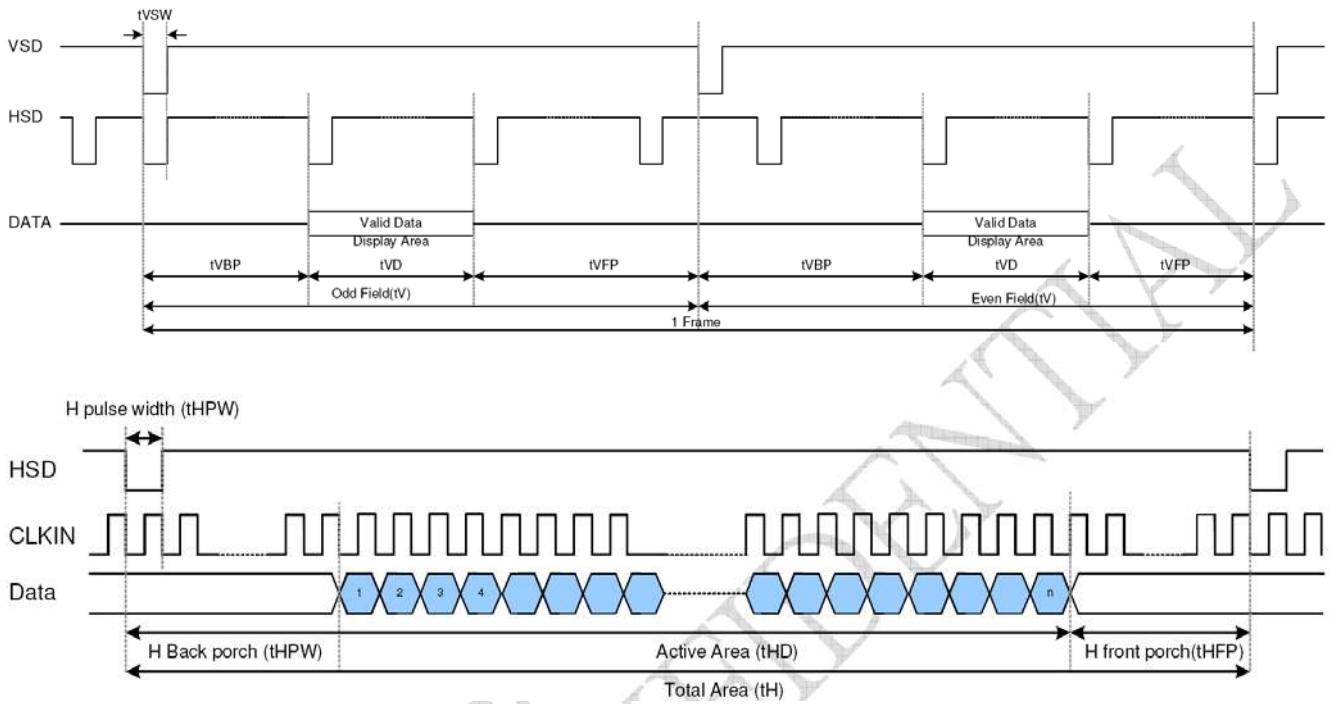 tVSW
VSD
HSD
DATA
Valid Data
Display Area
Valid Data
Display Area
tVBP
tVD
tVFP
tVBP
tVD
tVFP
Odd Field(tV)
Even Field(tV)
1 Frame
H pulse width (tHPW)
HSD
CLKIN
Data
1
2
3
4
n
H Back porch (tHPW)
Active Area (tHD)
H front porch(tHFP)
Total Area (tH)
FIDENTIAL